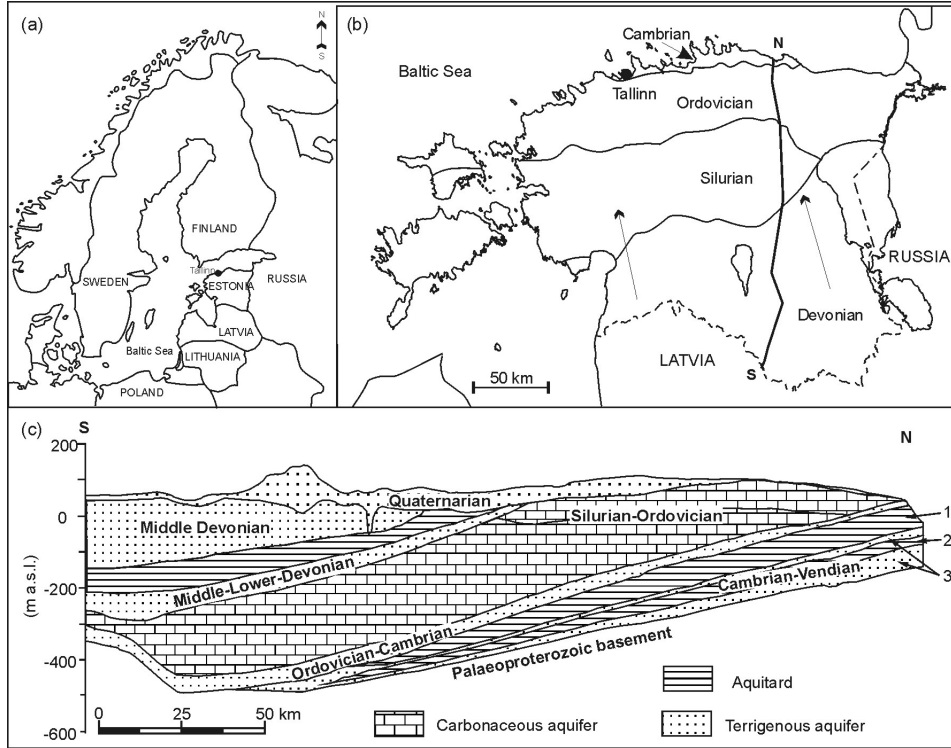 (a)
N
S
FINLAND
Tallinn
ESTONIA
SWEDEN
RUSSIA
LATVIA
Baltic Sea
LITHUANIA
POLAND
(b)
Cambrian
N
Baltic Sea
Tallinn
Ordovician
Silurian
RUSSIA
Devonian
LATVIA
S
50 km
(c)
S
N
200
0
-200
-400
-600
(m a.s.l.)
Quaternarian
Middle Devonian
Silurian-Ordovician
1
2
3
Middle-Lower-Devonian
Cambrian-Vendian
Ordovician-Cambrian
Palaeoproterozoic basement
Aquitard
0 25 50 km
Carbonaceous aquifer
Terrigenous aquifer